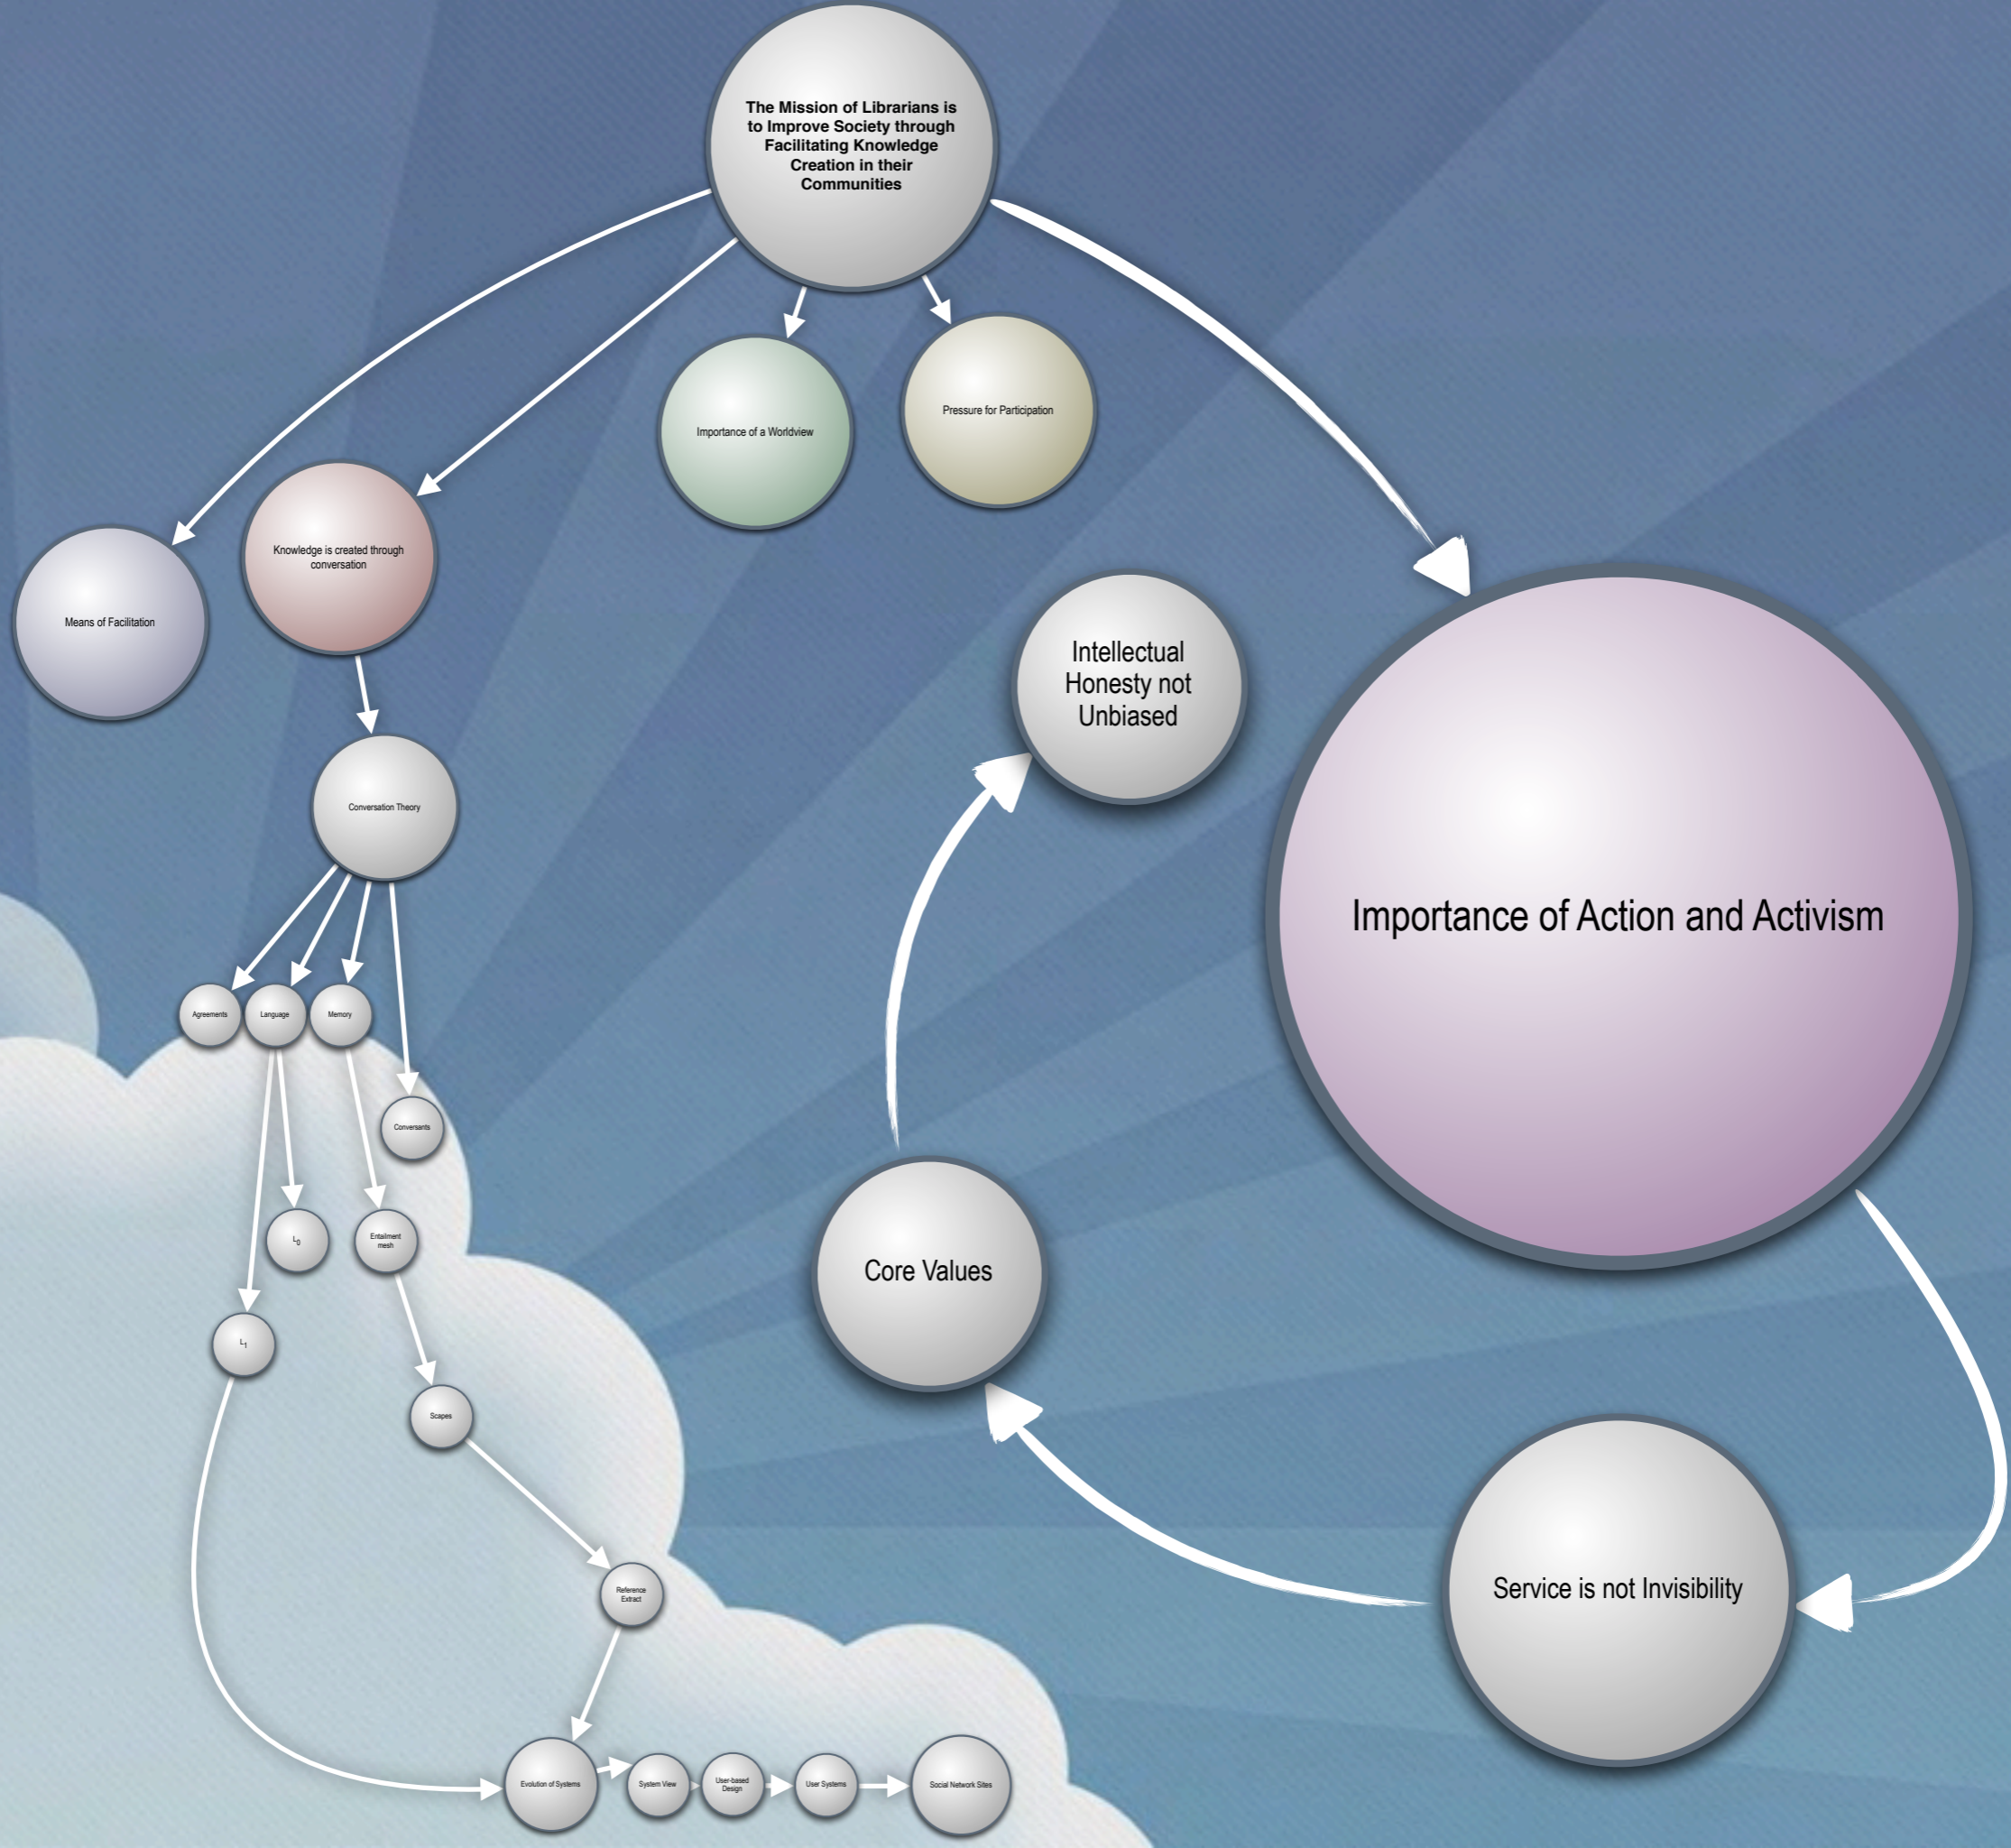 The Mission of Librarians is
to Improve Society through
Facilitating Knowledge
Creation in their
Communities
Importance of a Worldview
Pressure for Participation
Knowledge is created through
conversation
Means of Facilitation
Intellectual
Honesty not
Unbiased
Conversation Theory
Importance of Action and Activism
Agreements
Language
Memory
Conversants
L0
Entailment
mesh
Core Values
L1
Scapes
Reference
Extract
Service is not Invisibility
Evolution of Systems
System View
User-based
Design
User Systems
Social Network Sites